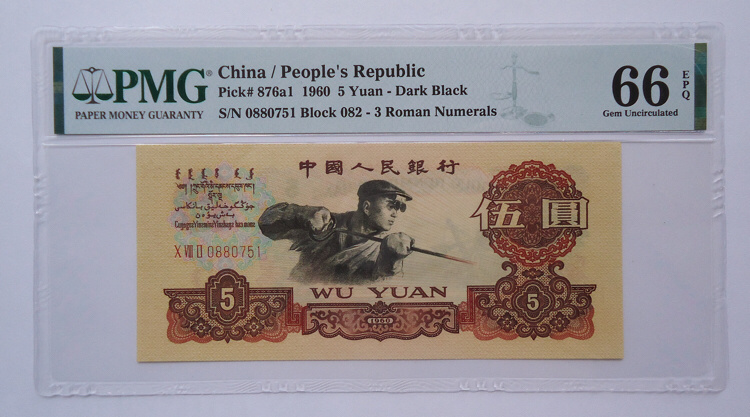 PMG
PAPER MONEY GUARANTY
China / People's Republic
Pick# 876a1 1960 5 Yuan - Dark Black
S/N 0880751 Block 082 - 3 Roman Numerals
66 EPQ
Gem Uncirculated
中國人民銀行
伍圓
X VIII II 0880751
WU YUAN
5
5
1960